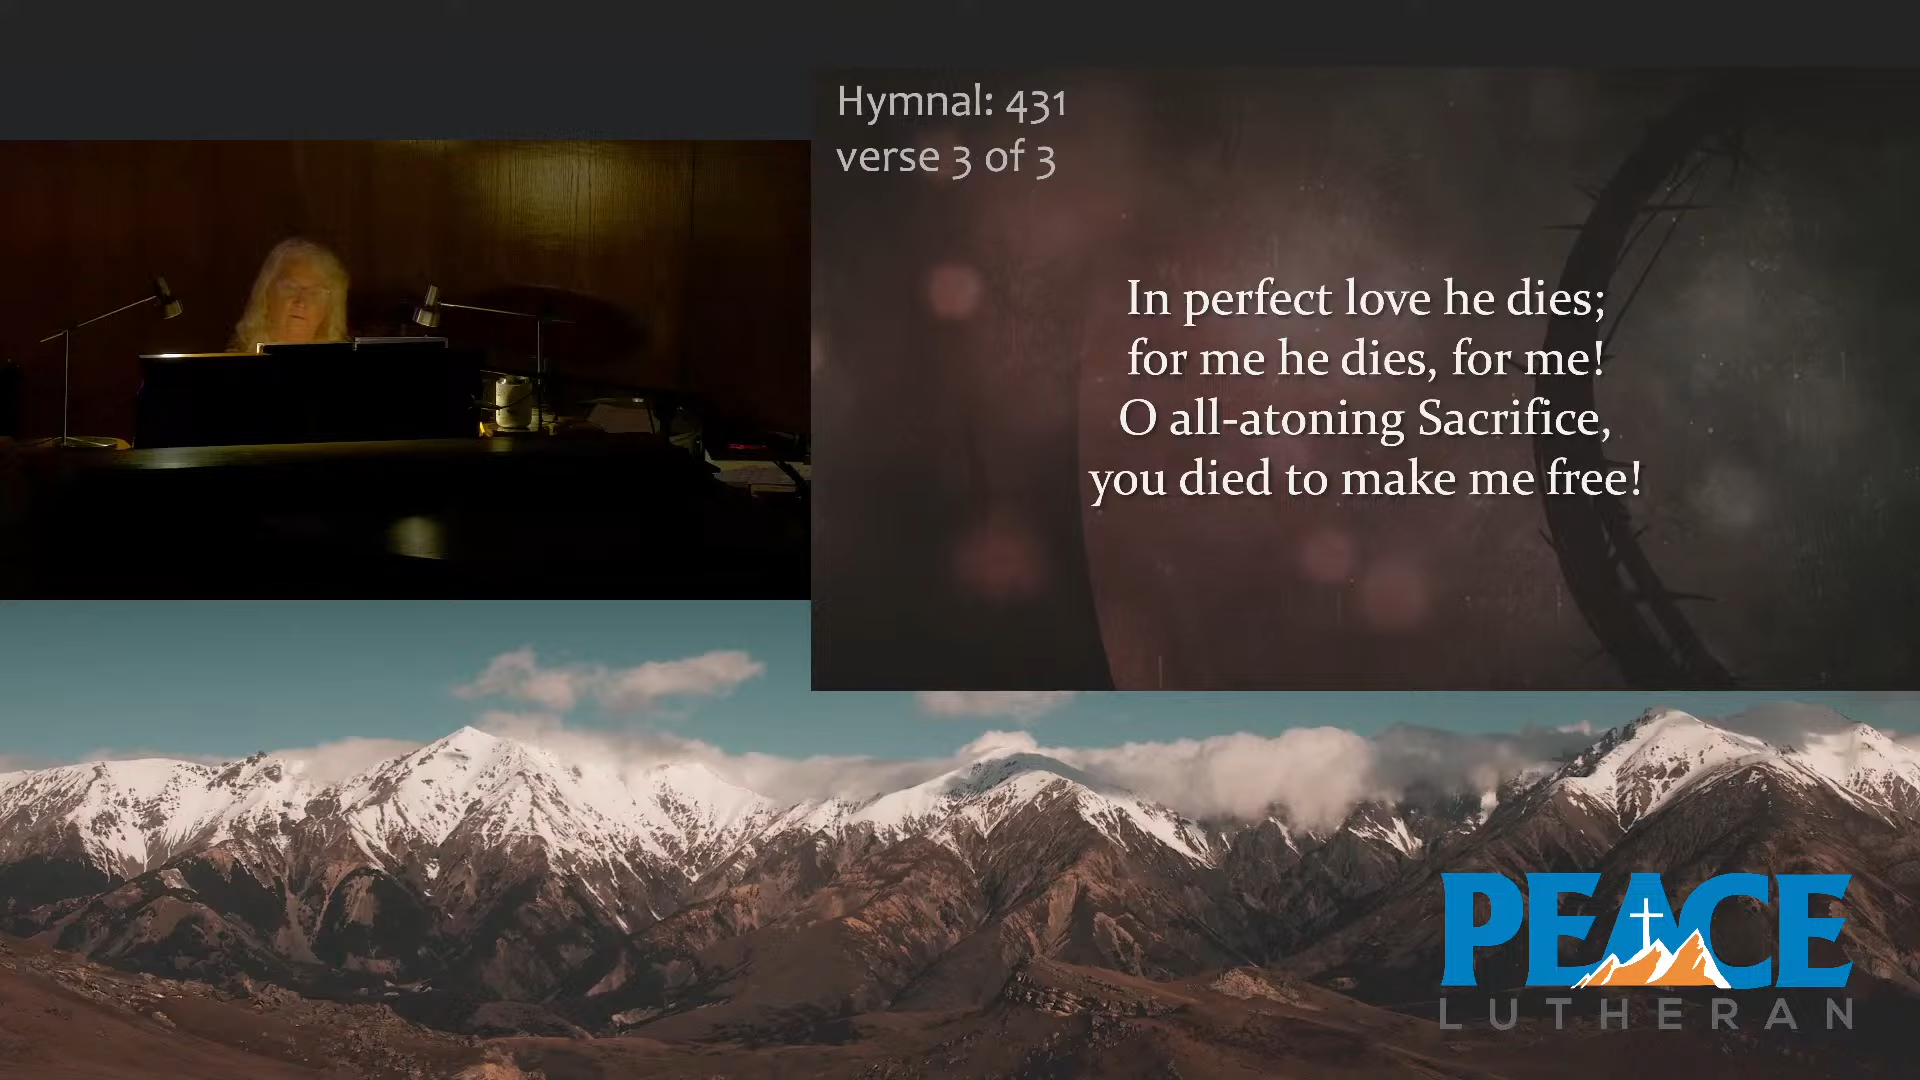 Hymnal: 431
verse 3 of 3
In perfect love he dies;
for me he dies, for me!
O all-atoning Sacrifice,
you died to make me free!
PEACE
LUTHERAN